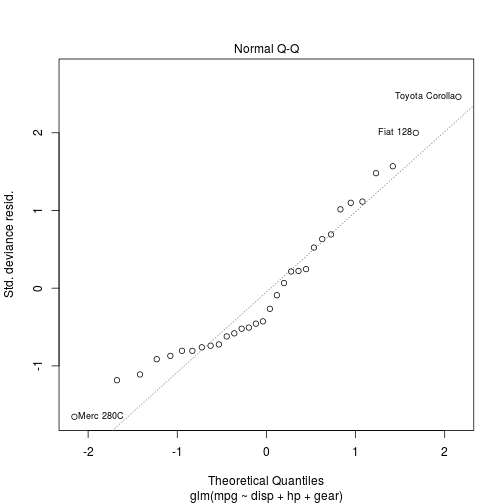 Normal Q-Q
Std. deviance resid.
2
1
0
-1
Toyota Corolla
Fiat 128
Merc 280C
-2
-1
0
1
2
Theoretical Quantiles
glm(mpg ~ disp + hp + gear)